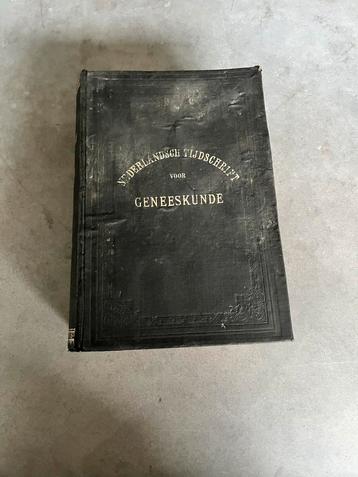 NEDERLANDSCH TIJDSCHRIFT
VOOR
GENEESKUNDE